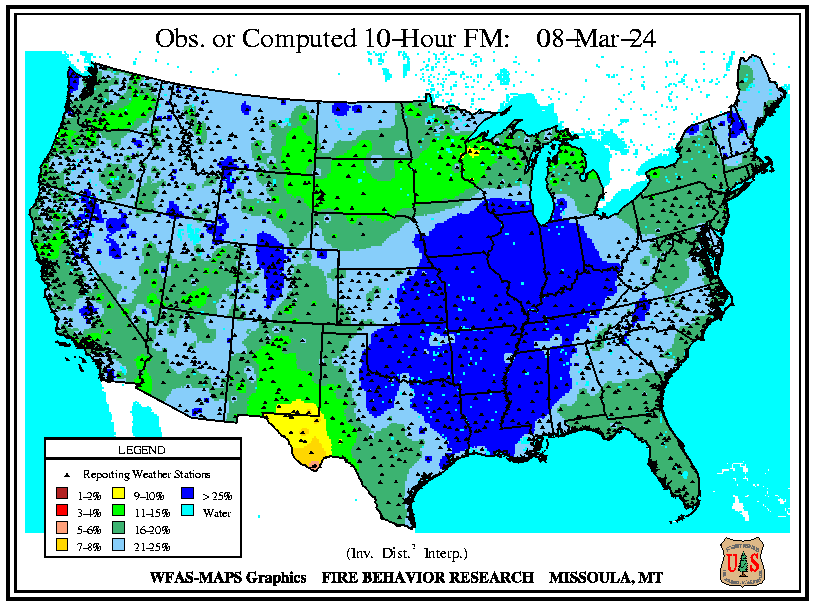 Obs. or Computed 10-Hour FM: 08-Mar-24
LEGEND
Reporting Weather Stations
1-2% 9-10% > 25%
3-4% 11-15% Water
5-6% 16-20%
7-8% 21-25%
(Inv. Dist.² Interp.)
WFAS-MAPS Graphics FIRE BEHAVIOR RESEARCH MISSOULA, MT
U S